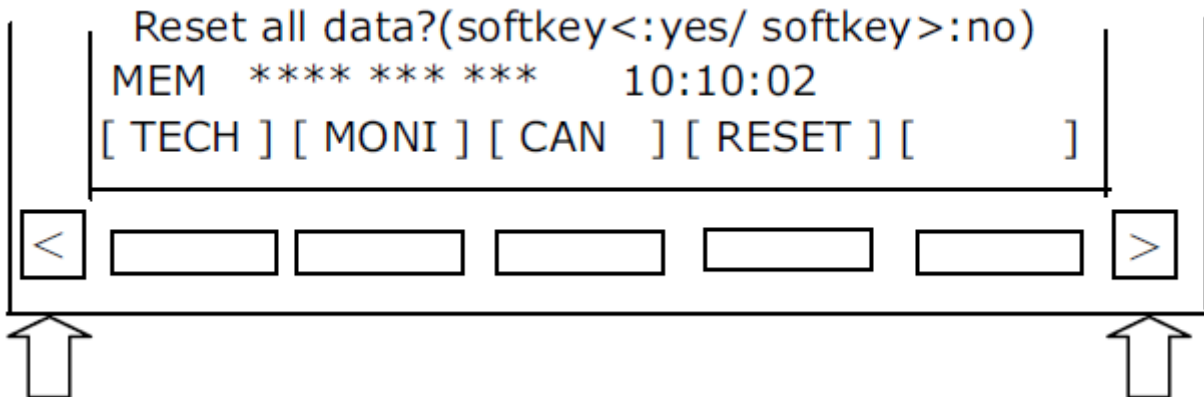 Reset all data?(softkey<:yes/ softkey>:no)
MEM **** *** *** 10:10:02
[ TECH ] [ MONI ] [ CAN ] [ RESET ] [ ]
< >